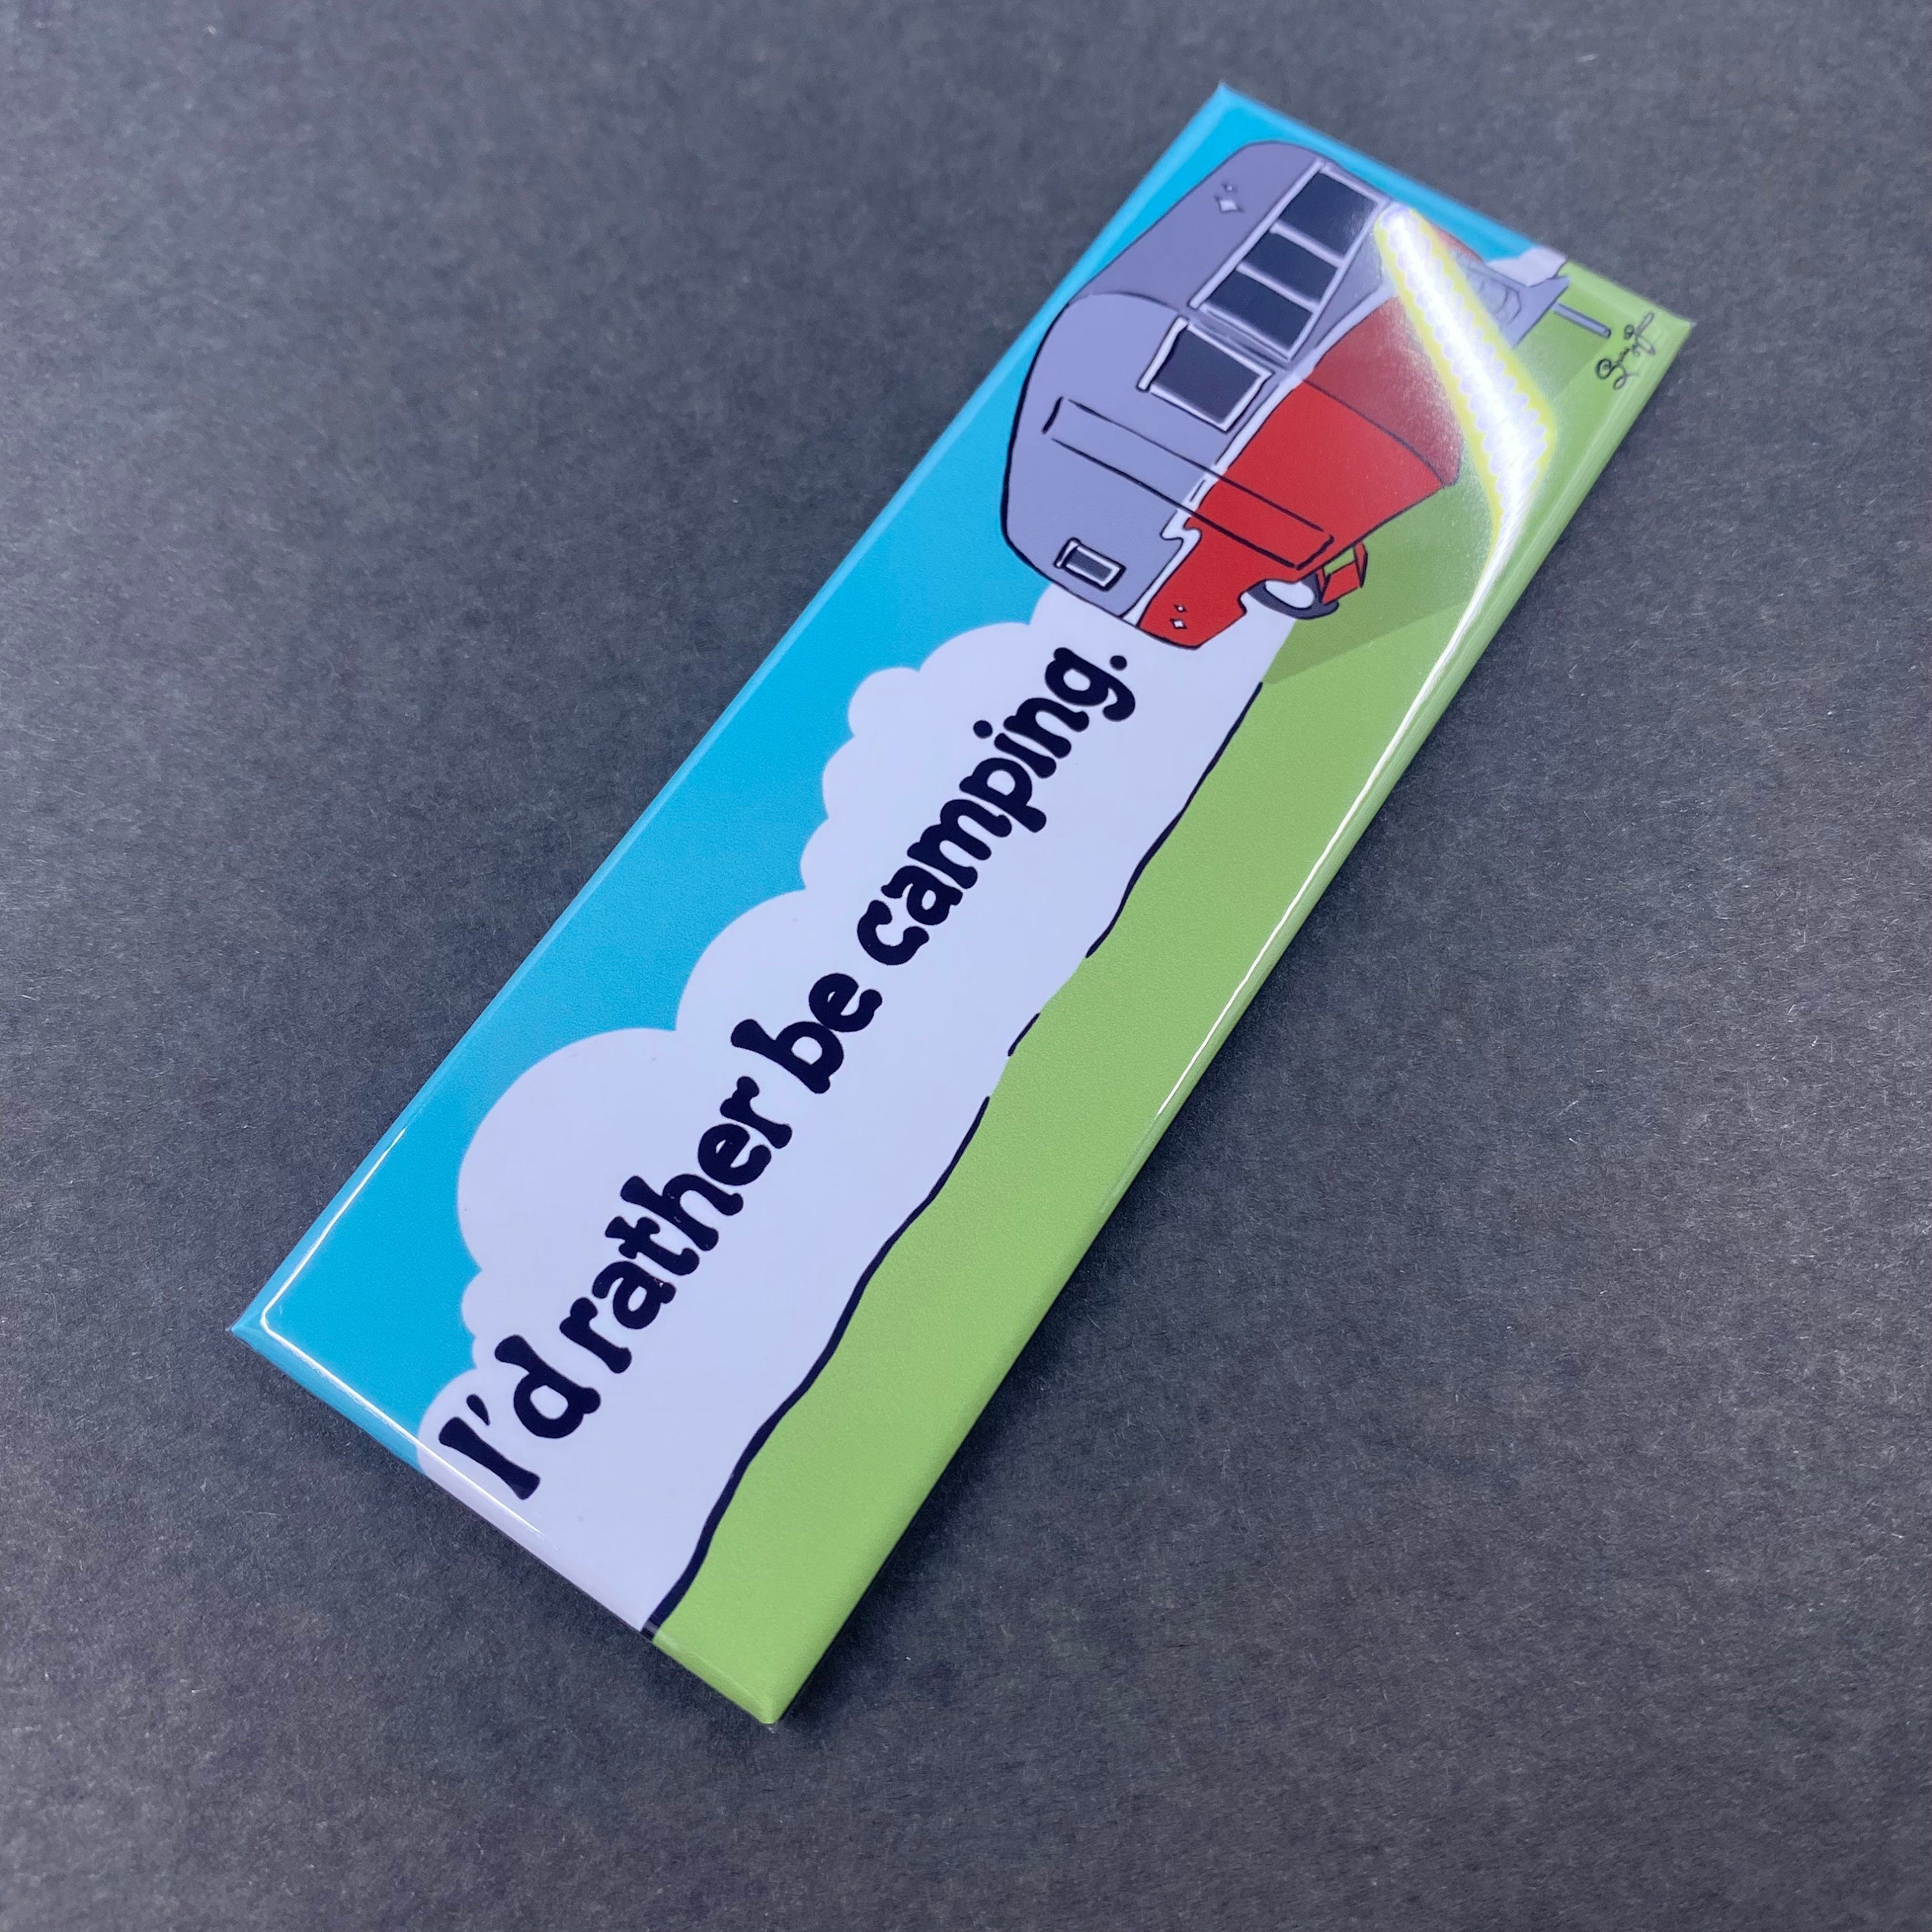 I'd rather be camping.